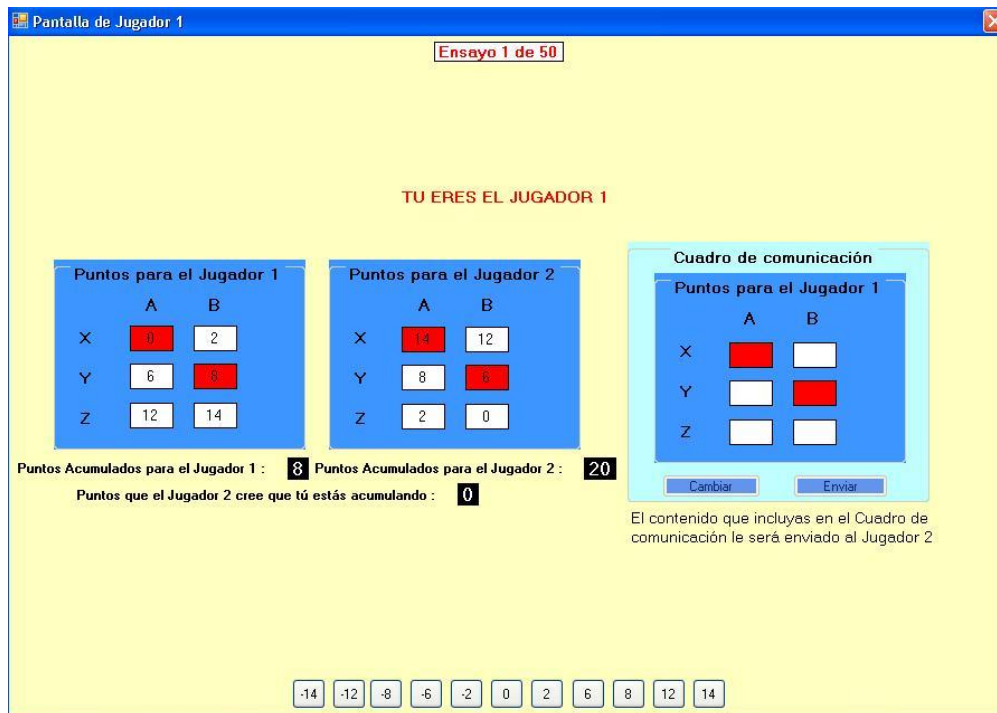 Pantalla de Jugador 1
Ensayo 1 de 50
TU ERES EL JUGADOR 1
Puntos para el Jugador 1
A B
X 0 2
Y 6 8
Z 12 14
Puntos para el Jugador 2
A B
X 14 12
Y 8 6
Z 2 0
Cuadro de comunicación
Puntos para el Jugador 1
A B
X
Y
Z
Cambiar Enviar
El contenido que incluyas en el Cuadro de
comunicación le será enviado al Jugador 2
Puntos Acumulados para el Jugador 1 : 8 Puntos Acumulados para el Jugador 2 : 20
Puntos que el Jugador 2 cree que tú estás acumulando : 0
-14 -12 -8 -6 -2 0 2 6 8 12 14